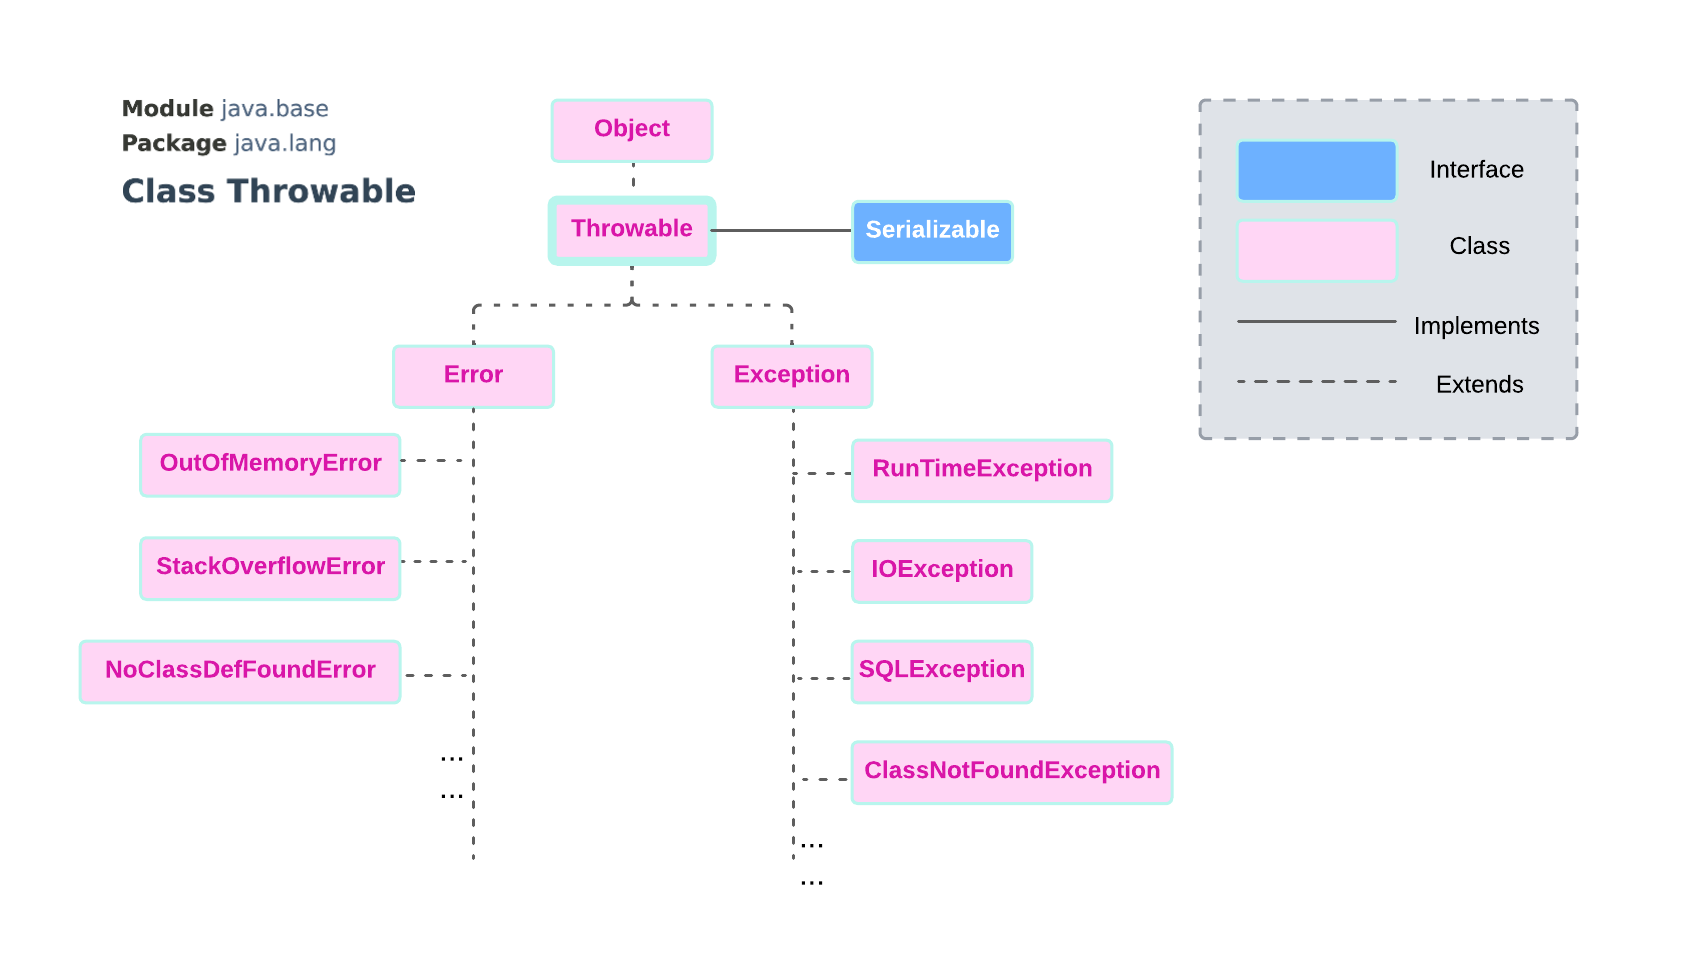 Module java.base
Package java.lang
Class Throwable
Object
Throwable
Serializable
Error
Exception
OutOfMemoryError
StackOverflowError
NoClassDefFoundError
...
...
RunTimeException
IOException
SQLException
ClassNotFoundException
...
...
Interface
Class
Implements
Extends